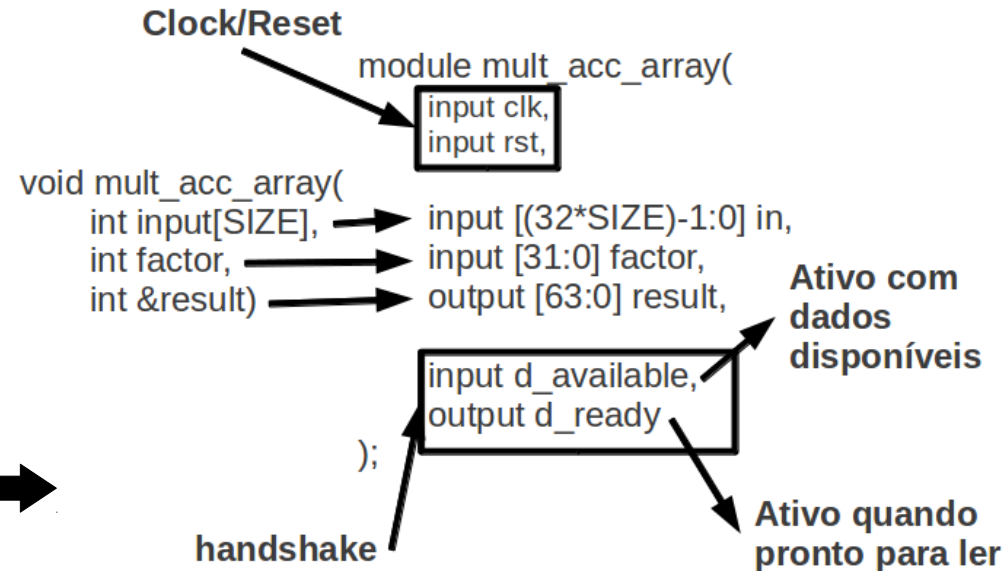 Clock/Reset
module mult_acc_array(
input clk,
input rst,
void mult_acc_array(
int input[SIZE],
int factor,
int &result)
input [(32*SIZE)-1:0] in,
input [31:0] factor,
output [63:0] result,
Ativo com
dados
disponíveis
input d_available,
output d_ready
);
handshake
Ativo quando
pronto para ler